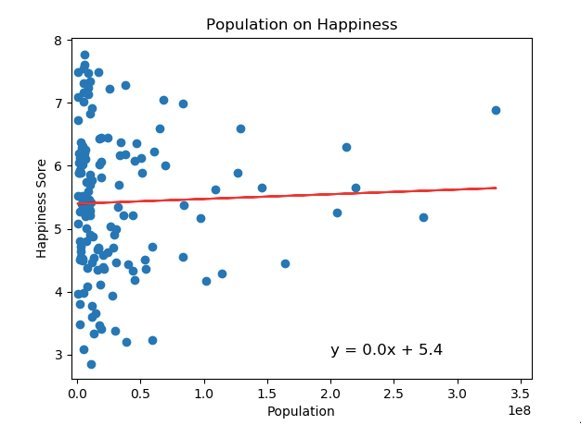 Population on Happiness
8
7
6
5
4
3
Happiness Sore
y = 0.0x + 5.4
0.0 0.5 1.0 1.5 2.0 2.5 3.0 3.5
1e8
Population